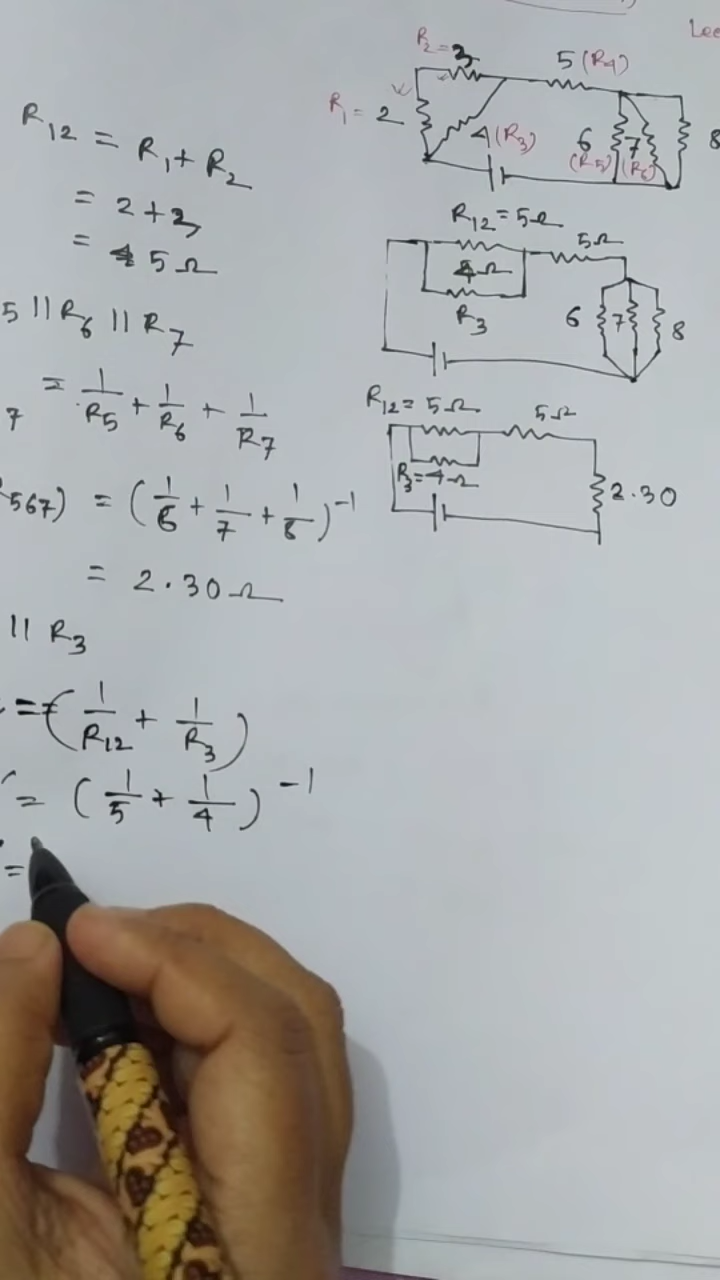 Lec
R2 = 3
5 (R4)
R1 = 2
4 (R3)
6
7
8
(R5)
(R6)
R12 = R1 + R2
= 2 + 3
= 5 Ω
5 || R6 || R7
7 = 1/R5 + 1/R6 + 1/R7
567) = (1/6 + 1/7 + 1/8)⁻¹
= 2.30 Ω
|| R3
= (1/R12 + 1/R3)
= (1/5 + 1/4)⁻¹
=
R12 = 5Ω
5Ω
4Ω
R3
6
7
8
R12 = 5Ω
5Ω
R3 = 4Ω
2.30